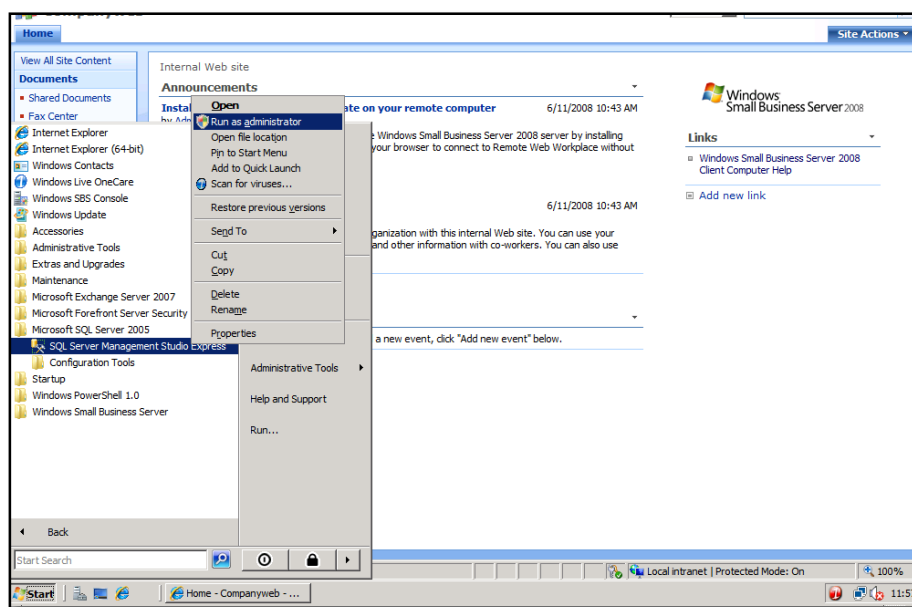 Home
Site Actions
View All Site Content
Documents
Shared Documents
Fax Center
Internal Web site
Announcements
ate on your remote computer 6/11/2008 10:43 AM
Windows Small Business Server 2008 server by installing
your browser to connect to Remote Web Workplace without
6/11/2008 10:43 AM
ganization with this internal Web site. You can use your
and other information with co-workers. You can also use
a new event, click "Add new event" below.
Windows
Small Business Server 2008
Links
Windows Small Business Server 2008
Client Computer Help
Add new link
Open
Run as administrator
Open file location
Pin to Start Menu
Add to Quick Launch
Scan for viruses...
Restore previous versions
Send To
Cut
Copy
Delete
Rename
Properties
Internet Explorer
Internet Explorer (64-bit)
Windows Contacts
Windows Live OneCare
Windows SBS Console
Windows Update
Accessories
Administrative Tools
Extras and Upgrades
Maintenance
Microsoft Exchange Server 2007
Microsoft Forefront Server Security
Microsoft SQL Server 2005
SQL Server Management Studio Express
Configuration Tools
Startup
Windows PowerShell 1.0
Windows Small Business Server
Administrative Tools
Help and Support
Run...
Back
Start Search
Local intranet | Protected Mode: On 100%
Start
Home - Companyweb - ...